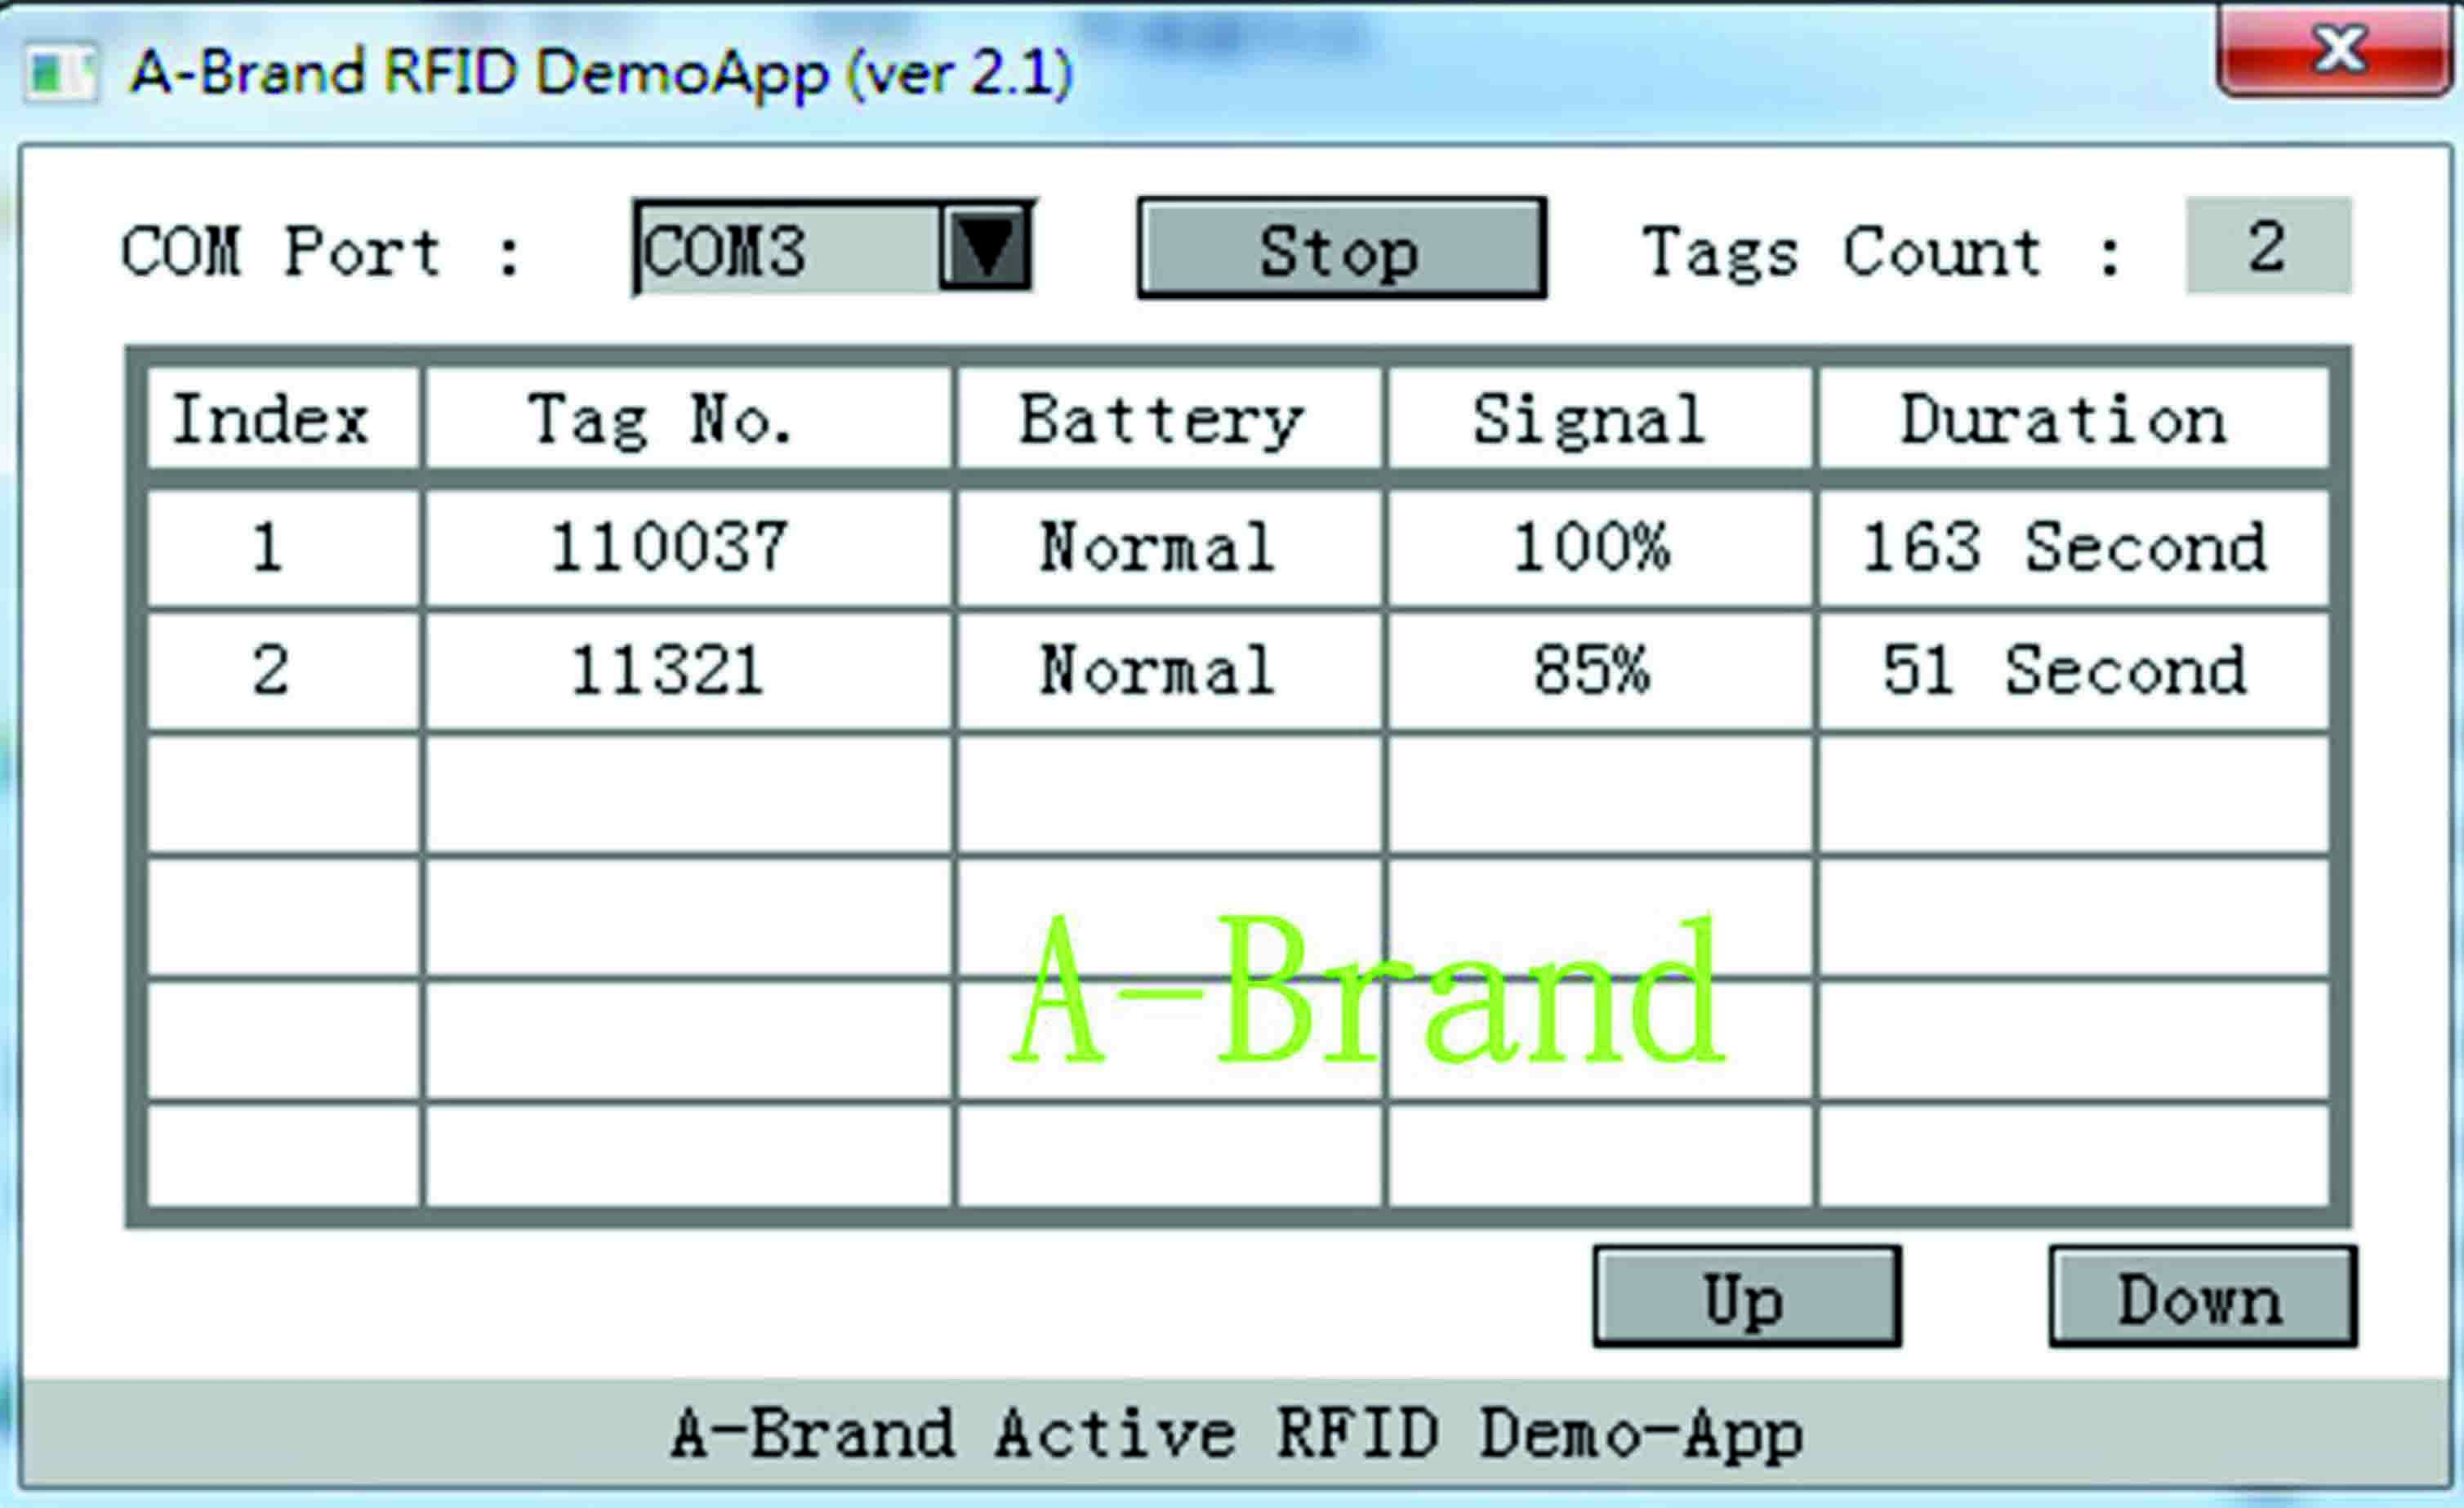 A-Brand RFID DemoApp (ver 2.1)
COM Port : COM3 Stop Tags Count : 2
Index Tag No. Battery Signal Duration
1 110037 Normal 100% 163 Second
2 11321 Normal 85% 51 Second
A-Brand
Up Down
A-Brand Active RFID Demo-App